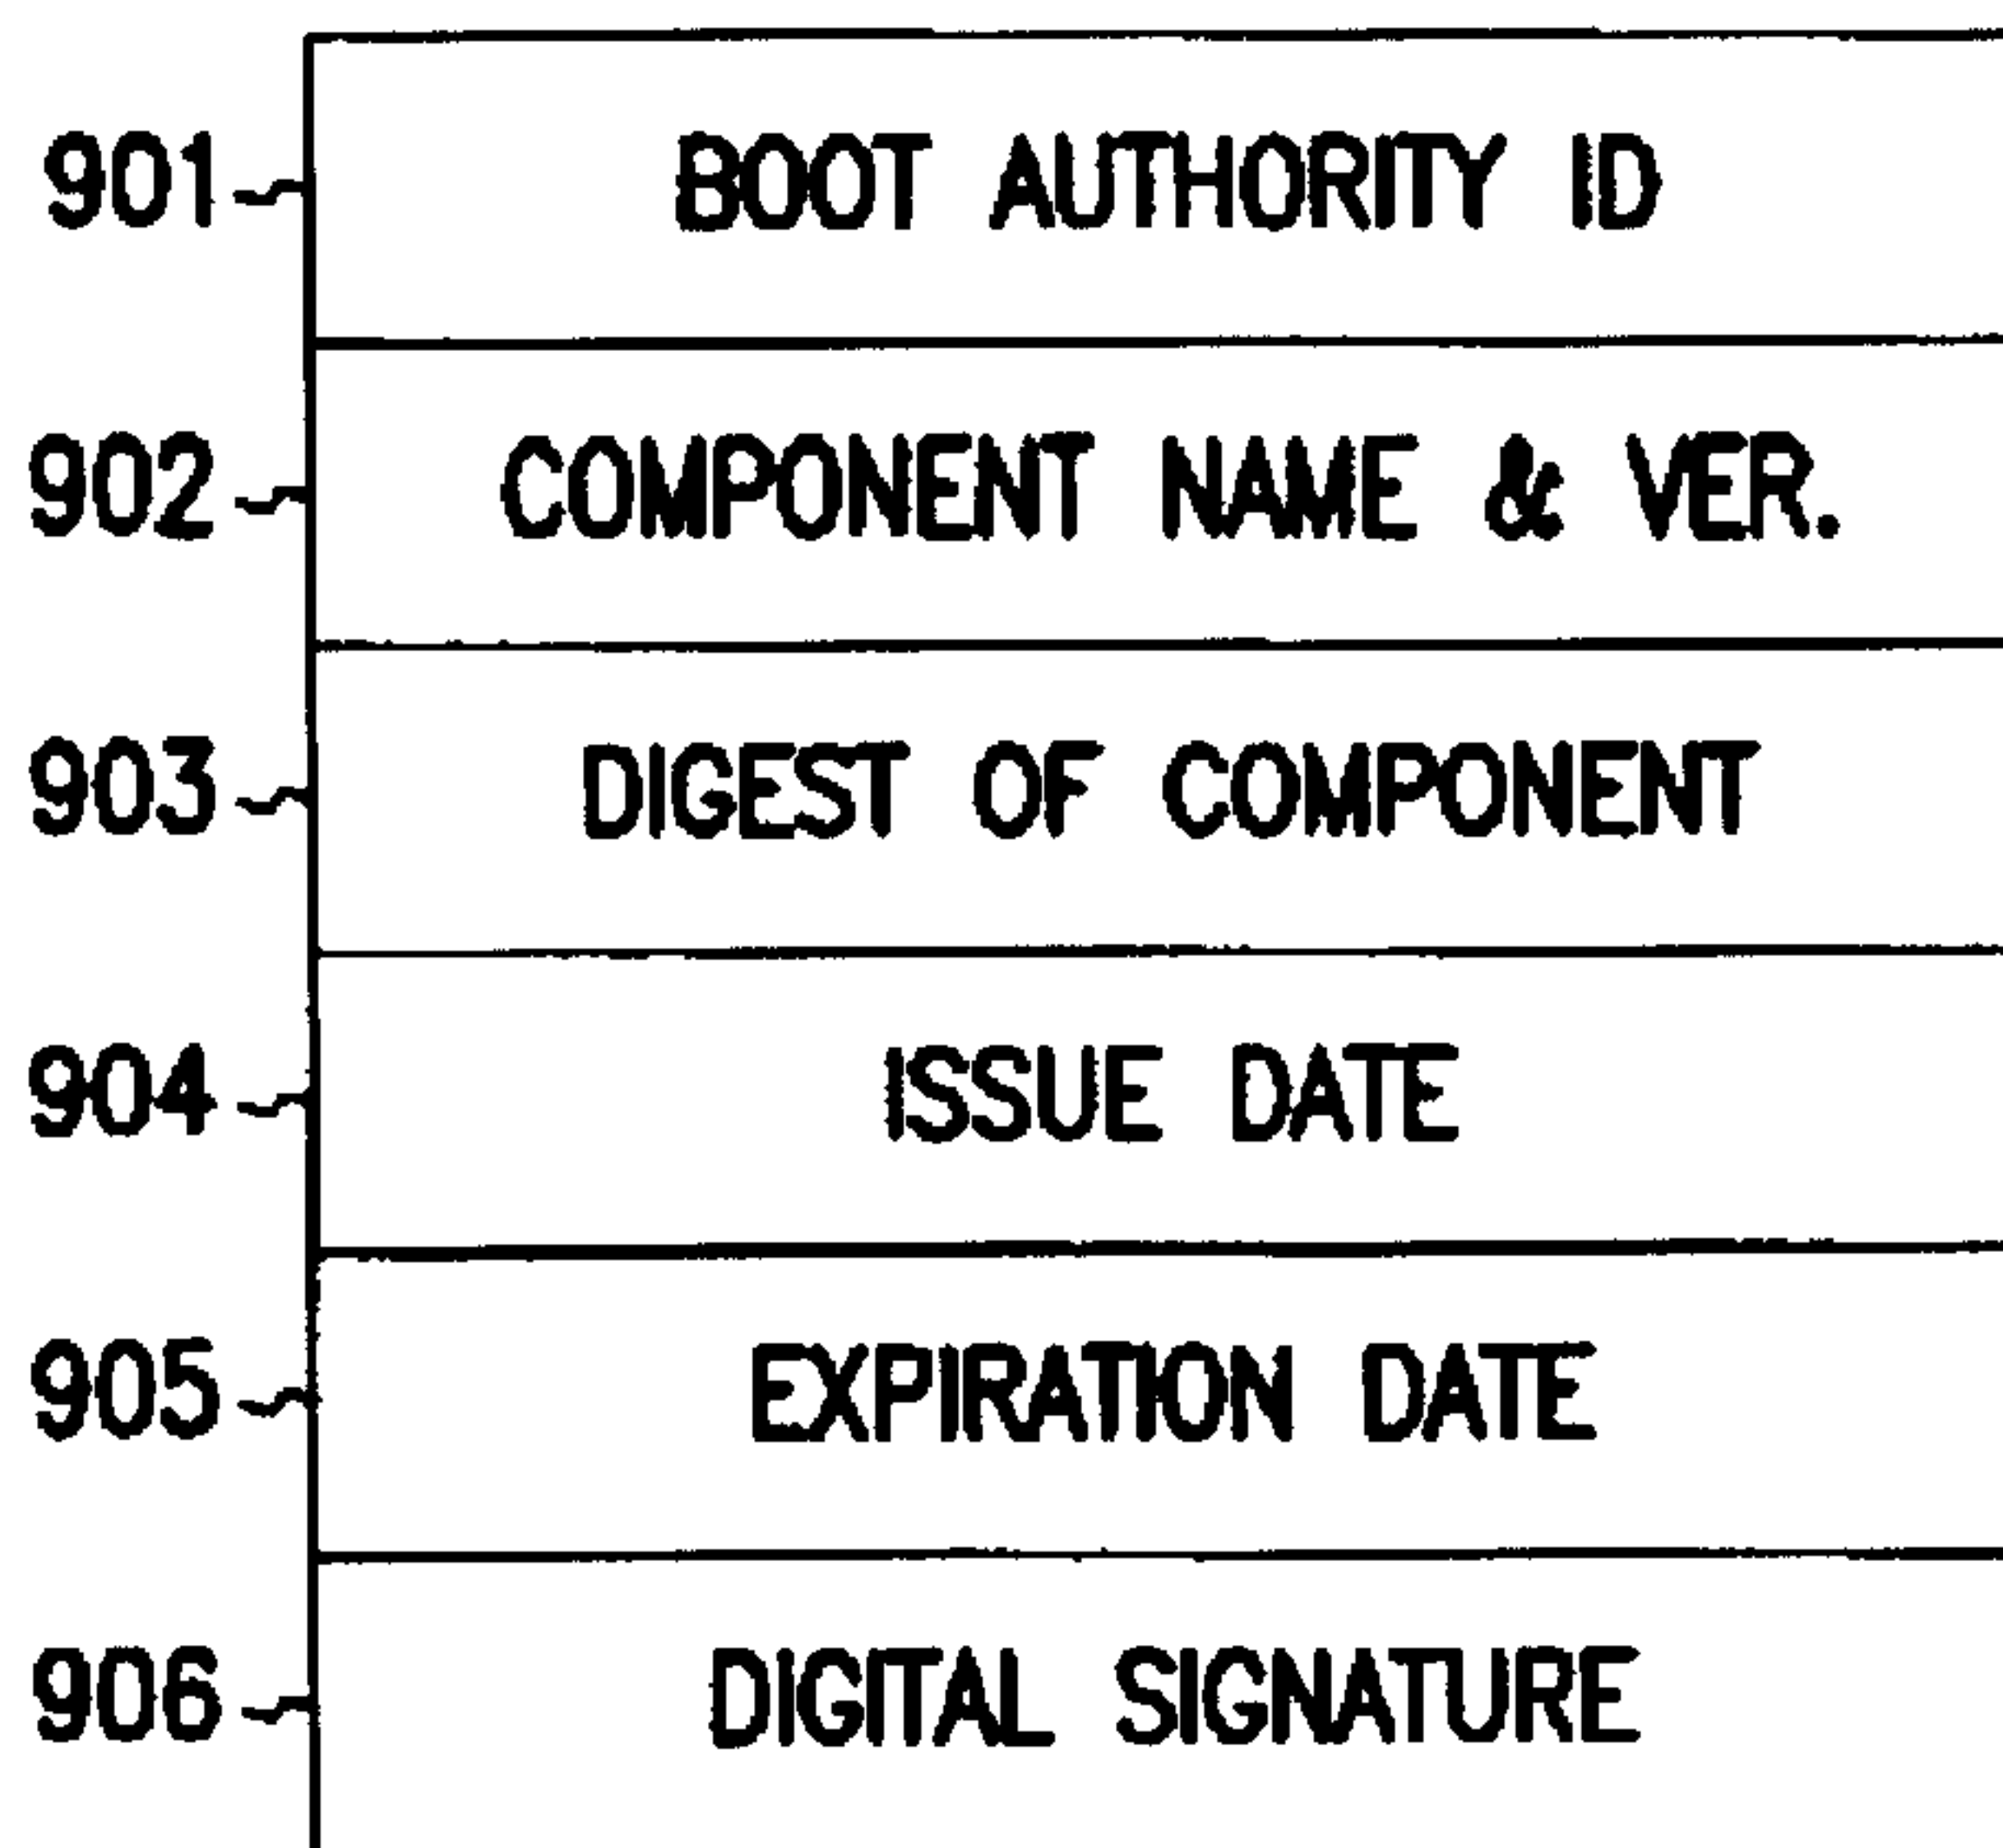 901 BOOT AUTHORITY ID
902 COMPONENT NAME & VER.
903 DIGEST OF COMPONENT
904 ISSUE DATE
905 EXPIRATION DATE
906 DIGITAL SIGNATURE